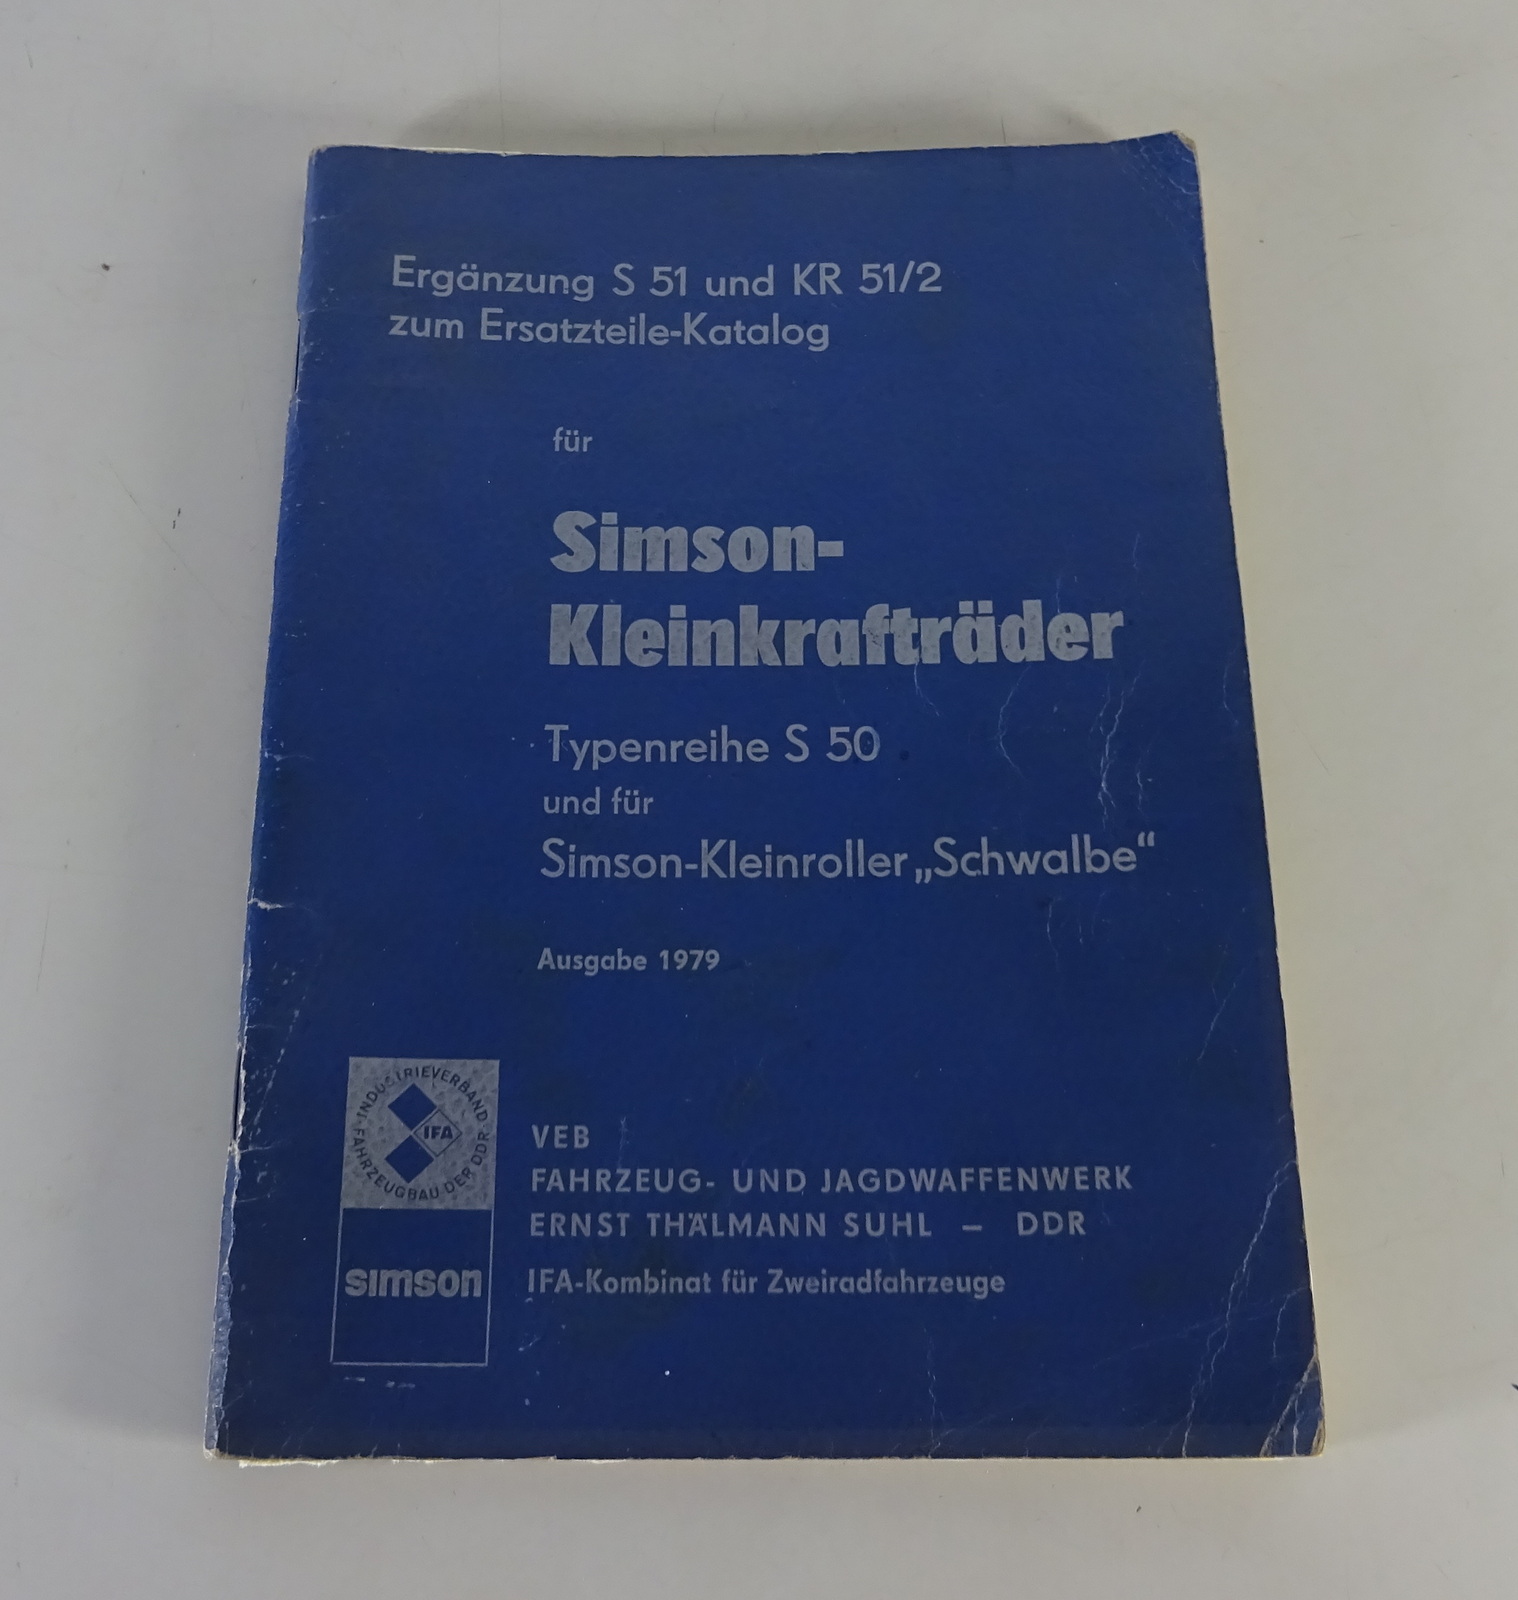 Ergänzung S 51 und KR 51/2
zum Ersatzteile-Katalog
für
Simson-
Kleinkrafträder
Typenreihe S 50
und für
Simson-Kleinroller „Schwalbe“
Ausgabe 1979
INDUSTRIEVERBAND
FAHRZEUGBAU DER DDR
IFA
simson
VEB
FAHRZEUG- UND JAGDWAFFENWERK
ERNST THÄLMANN SUHL – DDR
IFA-Kombinat für Zweiradfahrzeuge